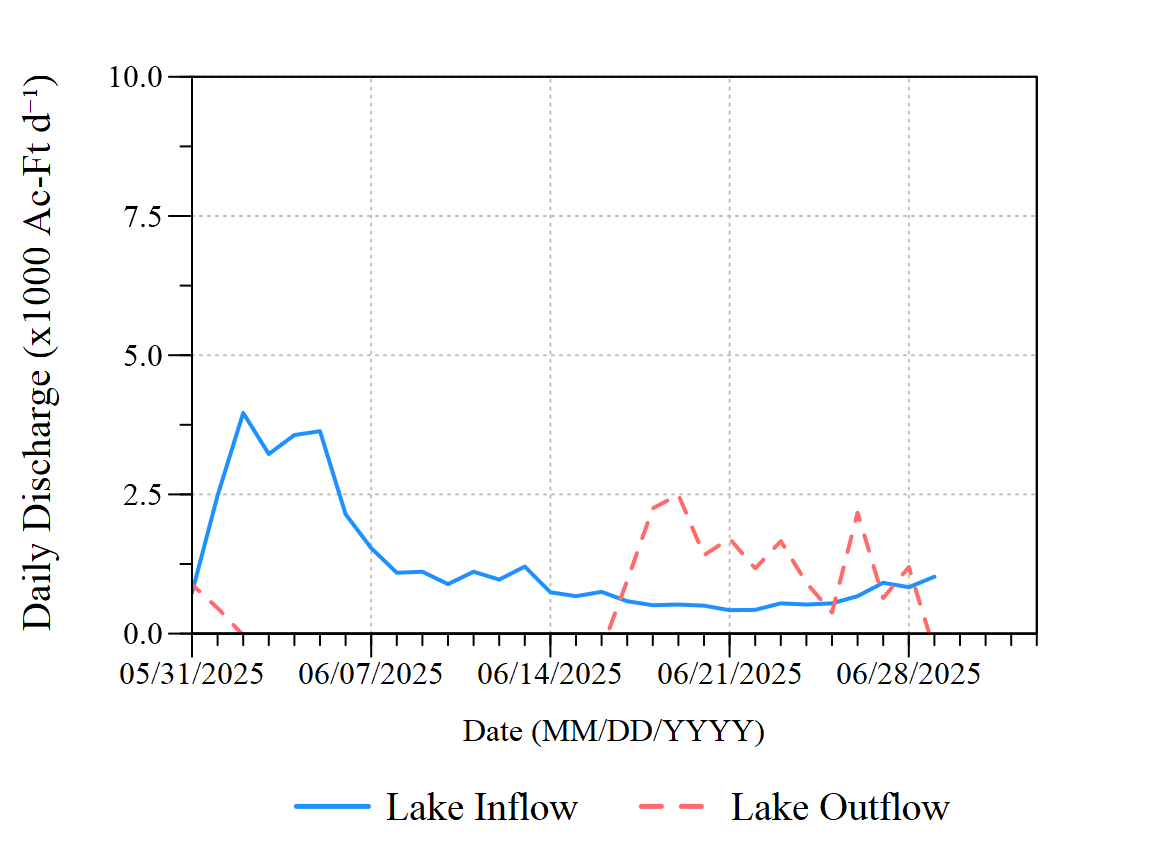 Daily Discharge (x1000 Ac-Ft d⁻¹)
10.0
7.5
5.0
2.5
0.0
05/31/2025 06/07/2025 06/14/2025 06/21/2025 06/28/2025
Date (MM/DD/YYYY)
Lake Inflow Lake Outflow